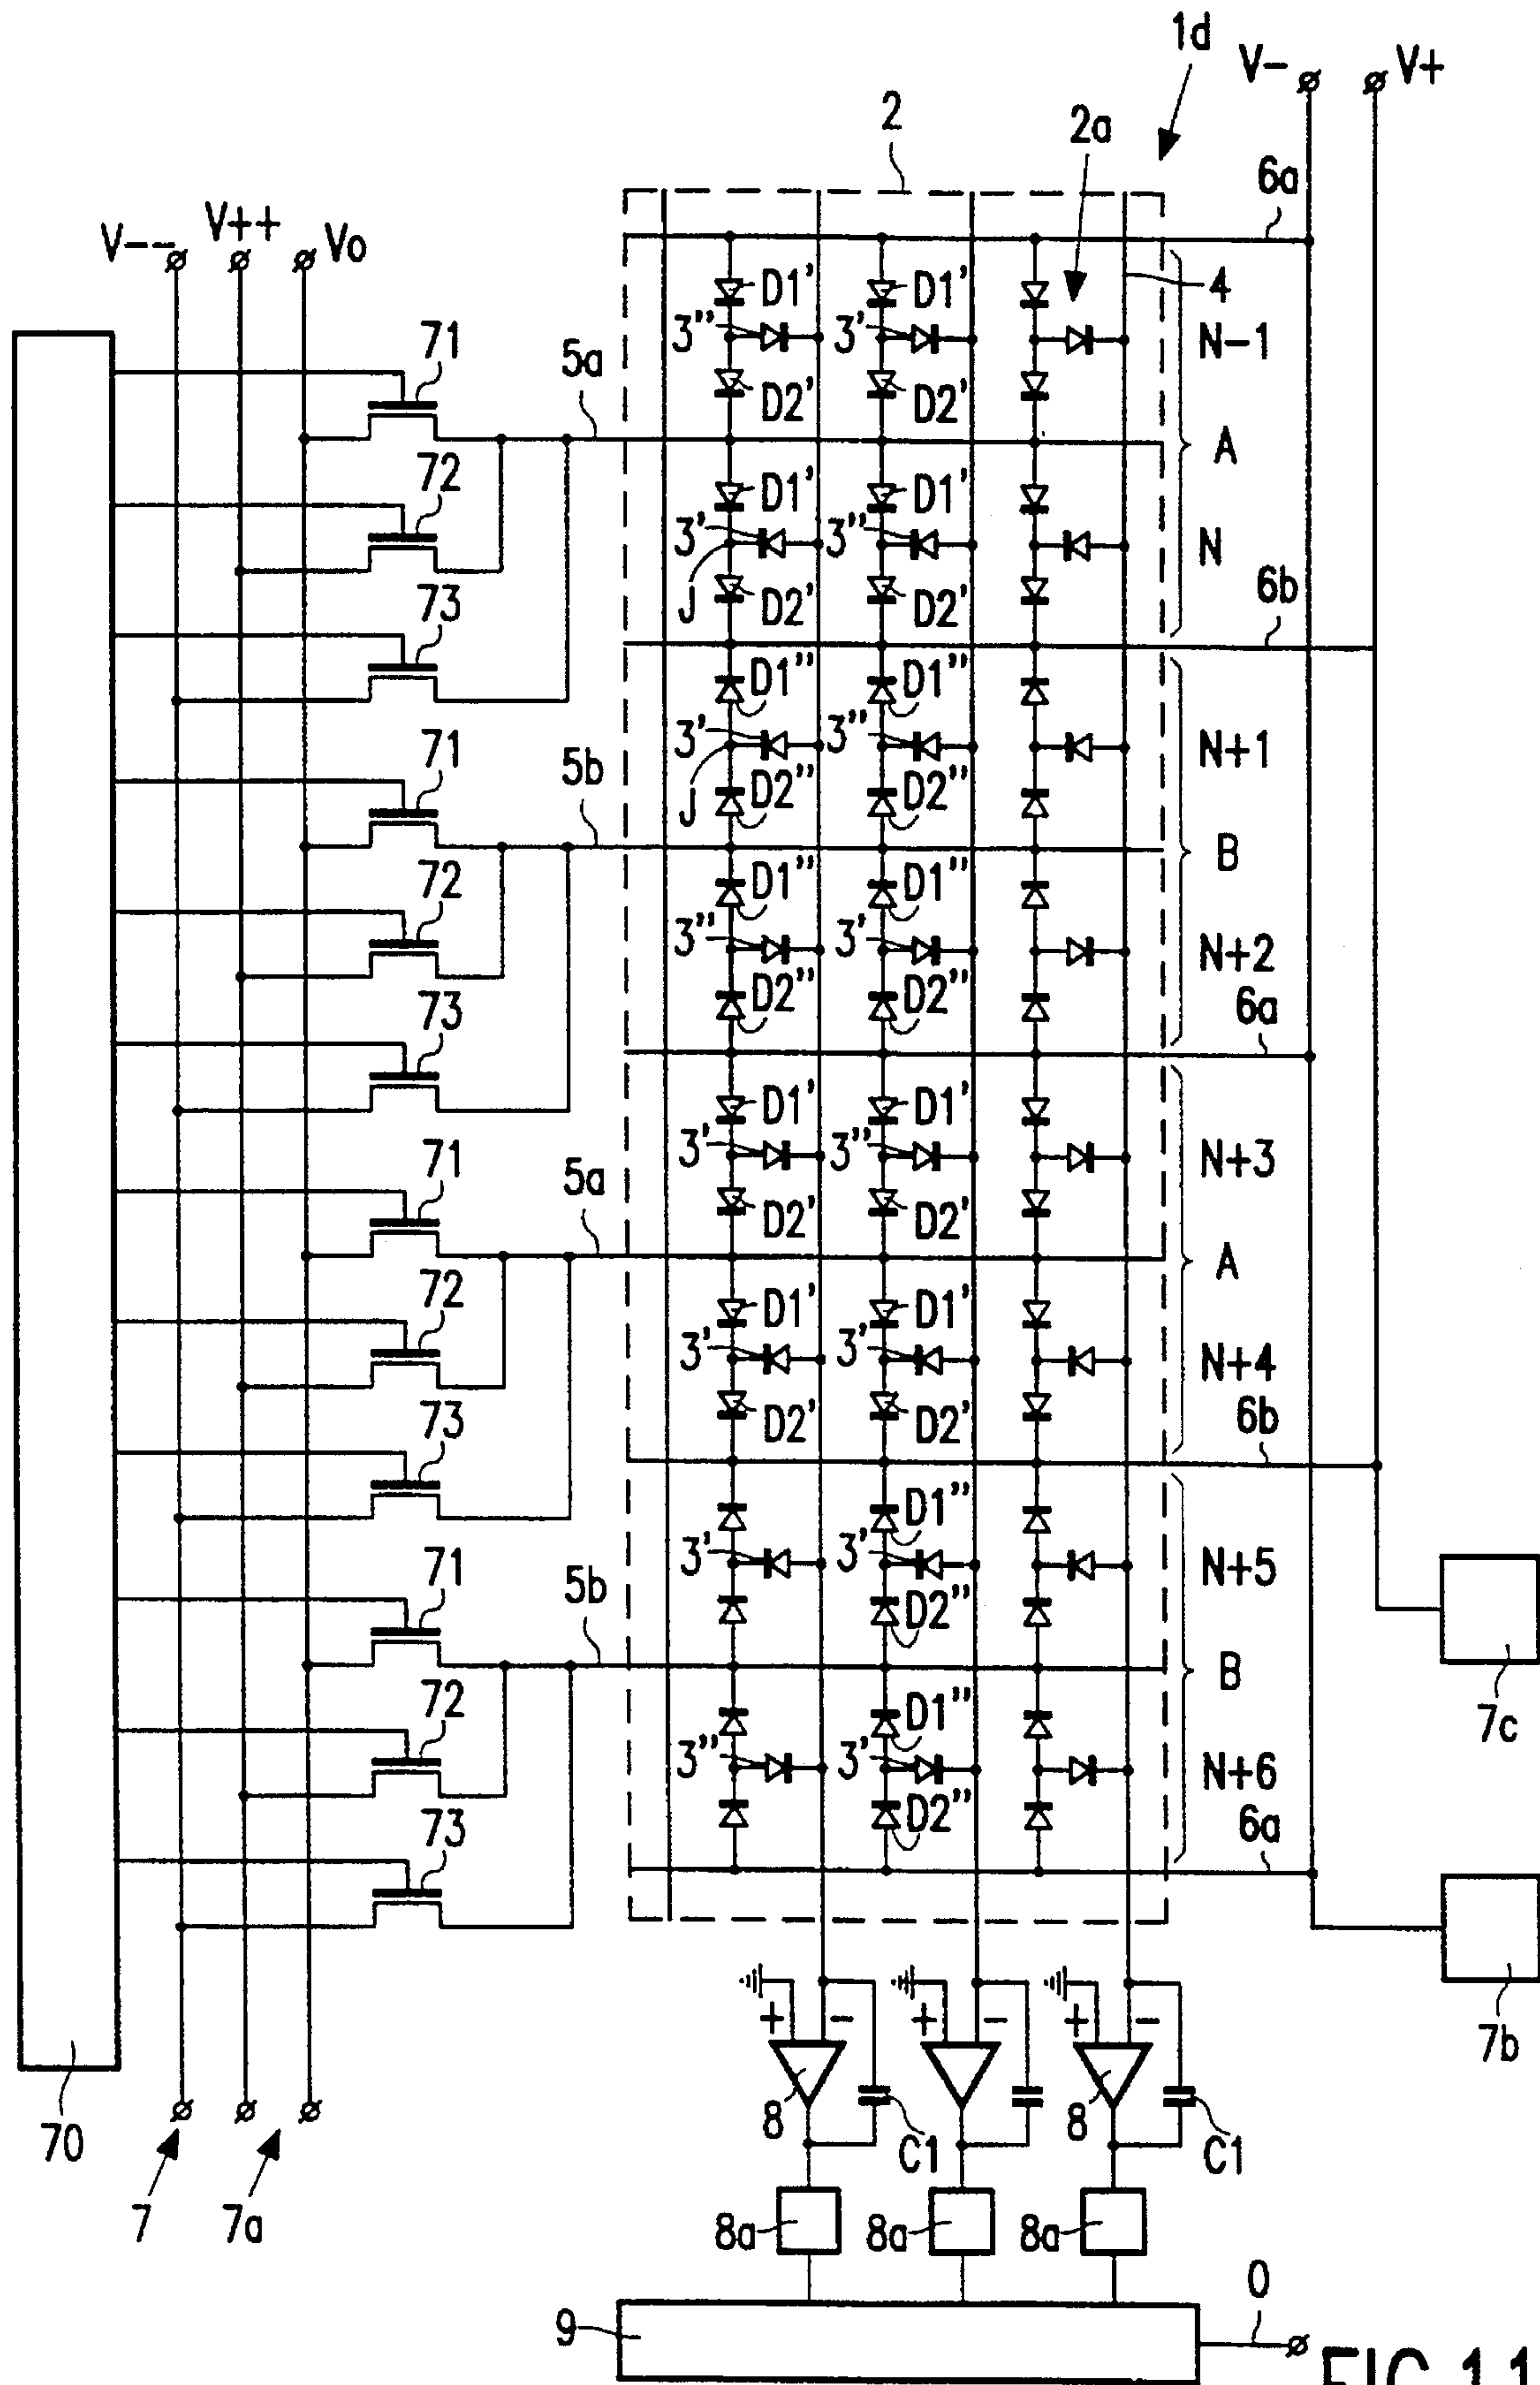 1d
V- V+
2 2a
6a
V-- V++ Vo
D1' D1' 4
71 3'' 3' N-1
5a
D2' D2'
A
72 D1' D1'
3' 3'' N
J D2' D2' 6b
73
D1'' D1''
3' 3'' N+1
71 5b
J D2'' D2''
B
72 D1'' D1''
3'' 3' N+2
D2'' D2'' 6a
73
D1' D1'
3' 3'' N+3
71 5a
D2' D2'
A
72 D1' D1'
3' 3' N+4
D2' D2' 6b
73
D1''
3' 3' N+5
71 5b
D2''
B
7c
72 D1''
3'' 3' N+6
D2'' 6a
73
+ - + - + -
7b
70 8 C1 8 C1
7 7a 8a 8a 8a
O
9
FIG.11